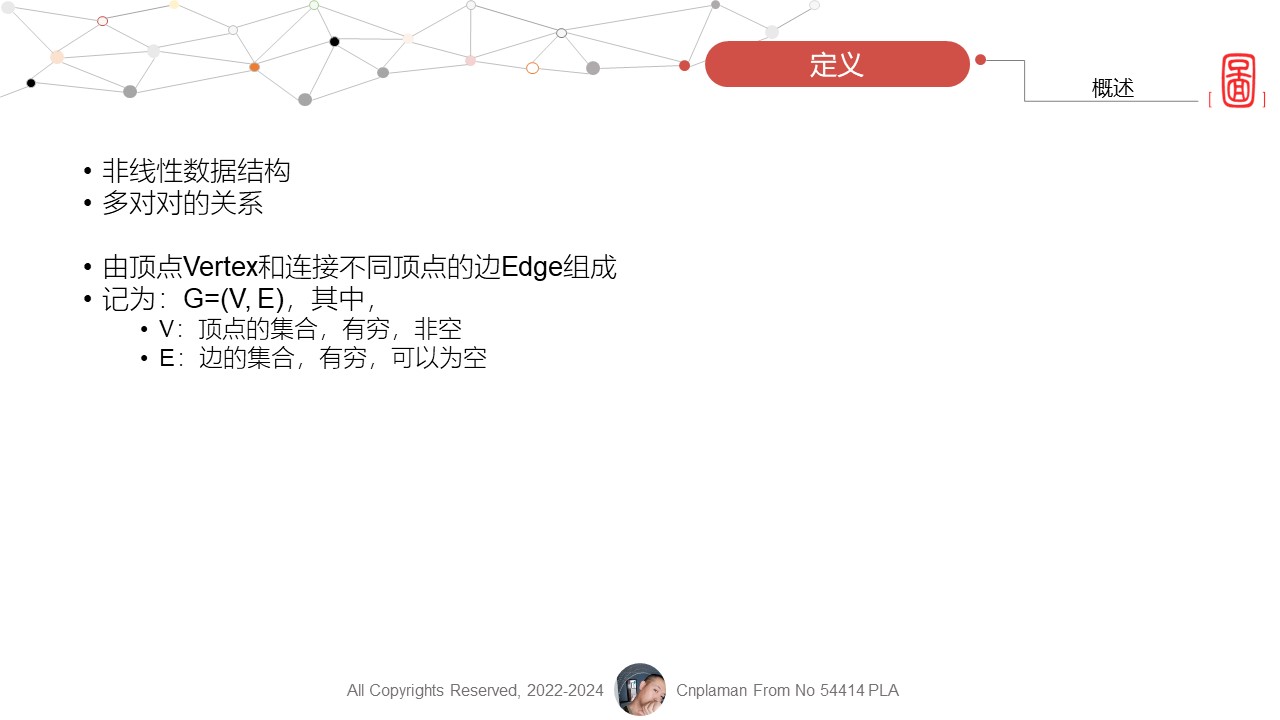 定义
概述
[圖]
• 非线性数据结构
• 多对对的关系
• 由顶点Vertex和连接不同顶点的边Edge组成
• 记为：G=(V, E)，其中，
• V：顶点的集合，有穷，非空
• E：边的集合，有穷，可以为空
All Copyrights Reserved, 2022-2024
Cnplaman From No 54414 PLA